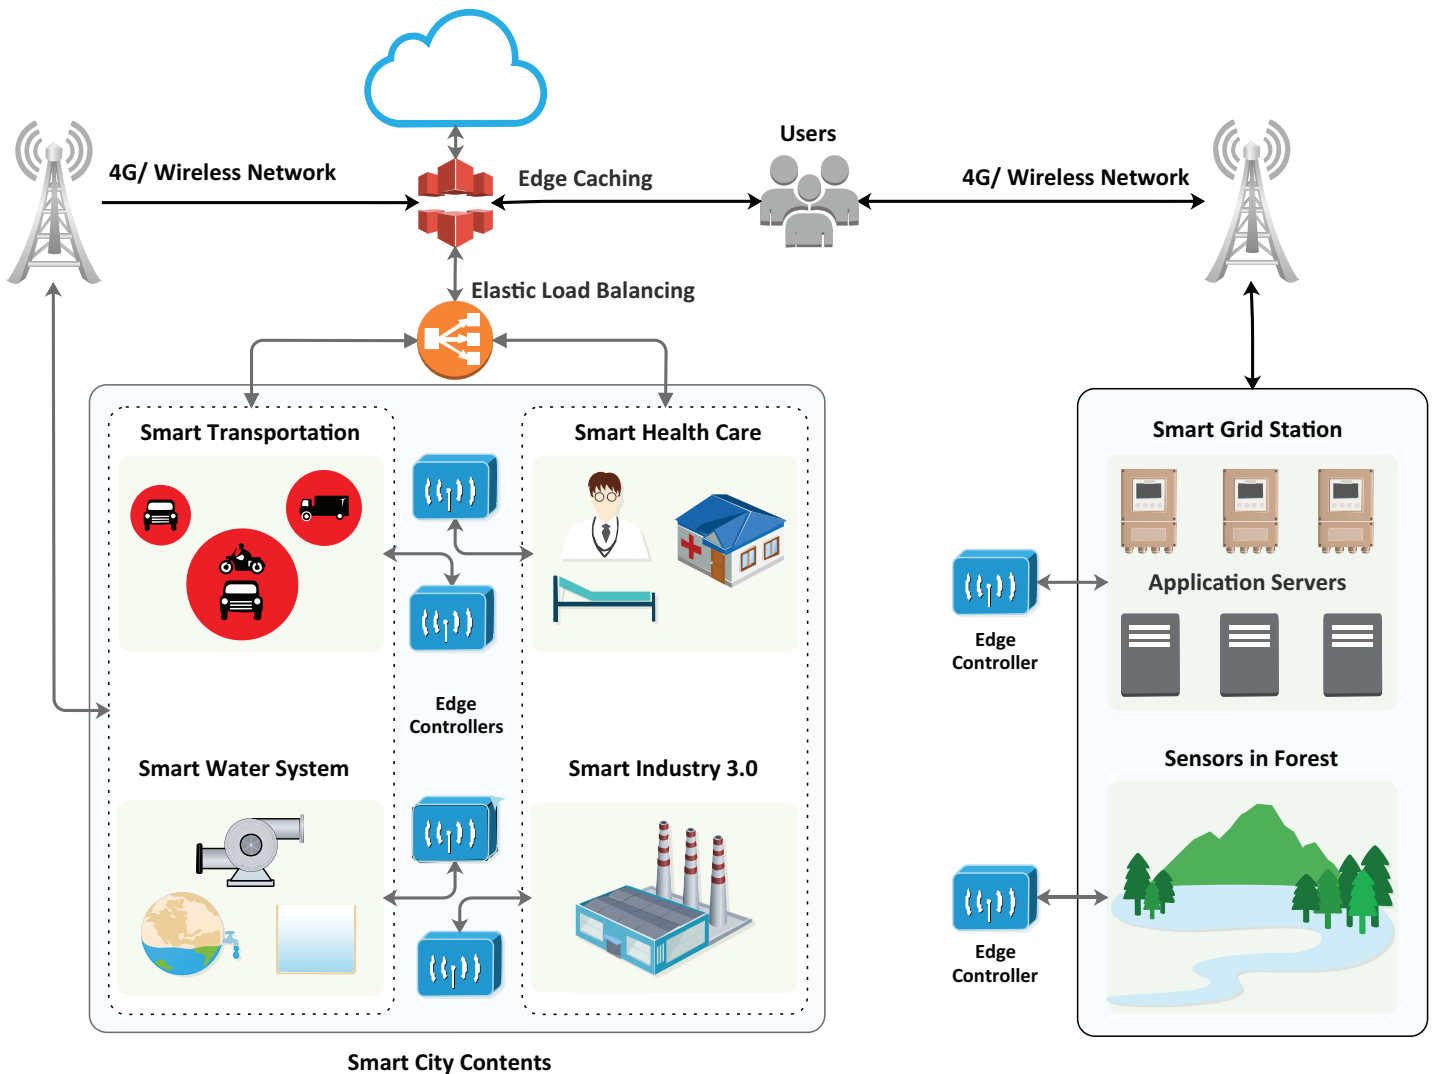 Users
4G/ Wireless Network
Edge Caching
4G/ Wireless Network
Elastic Load Balancing
Smart Transportation
Smart Health Care
Smart Grid Station
Application Servers
Edge
Controller
Edge
Controllers
Smart Water System
Smart Industry 3.0
Sensors in Forest
Edge
Controller
Smart City Contents